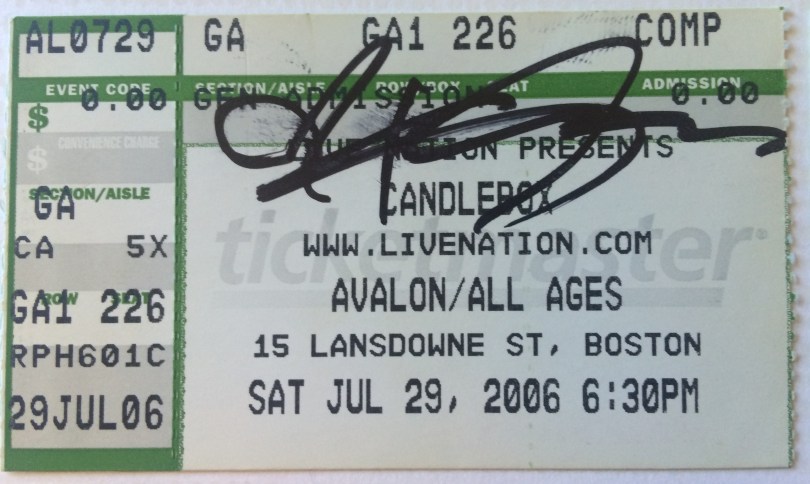 AL0729 GA GA1 226 COMP
EVENT CODE SECTION/AISLE ROW/BOX SEAT ADMISSION
$ 0.00 GEN ADMISSION 0.00
$ CONVENIENCE CHARGE
LIVE NATION PRESENTS
SECTION/AISLE
GA
CANDLEBOX
CA 5X
WWW.LIVENATION.COM
ticketmaster®
ROW SEAT
GA1 226
AVALON/ALL AGES
RPH601C
15 LANSDOWNE ST, BOSTON
29JUL06
SAT JUL 29, 2006 6:30PM